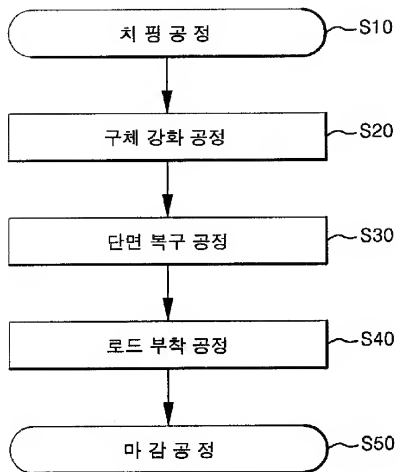 치 핑 공 정
S10
구체 강화 공정
S20
단면 복구 공정
S30
로드 부착 공정
S40
마 감 공 정
S50